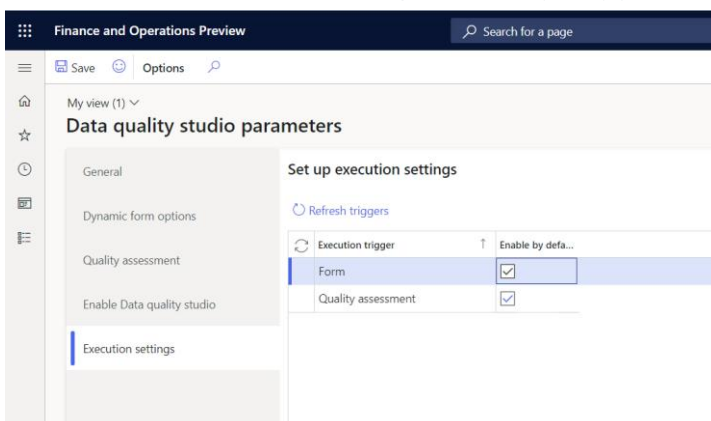 Finance and Operations Preview
Search for a page
Save
Options
My view (1)
Data quality studio parameters
General
Dynamic form options
Quality assessment
Enable Data quality studio
Execution settings
Set up execution settings
Refresh triggers
Execution trigger
Enable by defa...
Form
Quality assessment